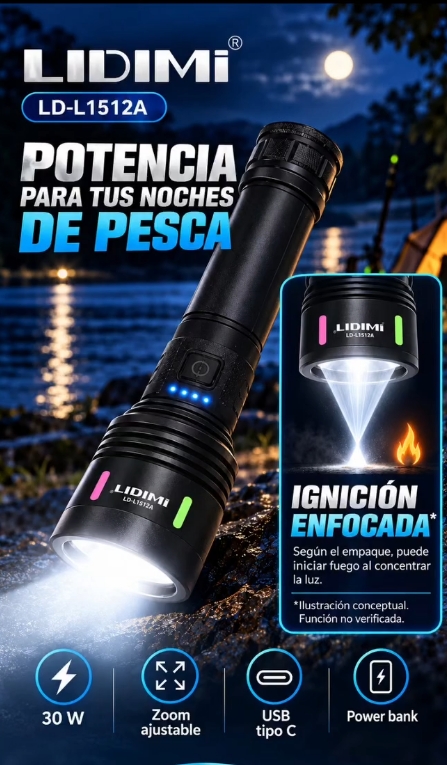 LIDIMi®
LD-L1512A
POTENCIA
PARA TUS NOCHES
DE PESCA
LIDIMi
LD-L1512A
LIDIMi
LD-L1512A
IGNICIÓN
ENFOCADA*
Según el empaque, puede
iniciar fuego al concentrar
la luz.
*Ilustración conceptual.
Función no verificada.
30 W
Zoom
ajustable
USB
tipo C
Power bank